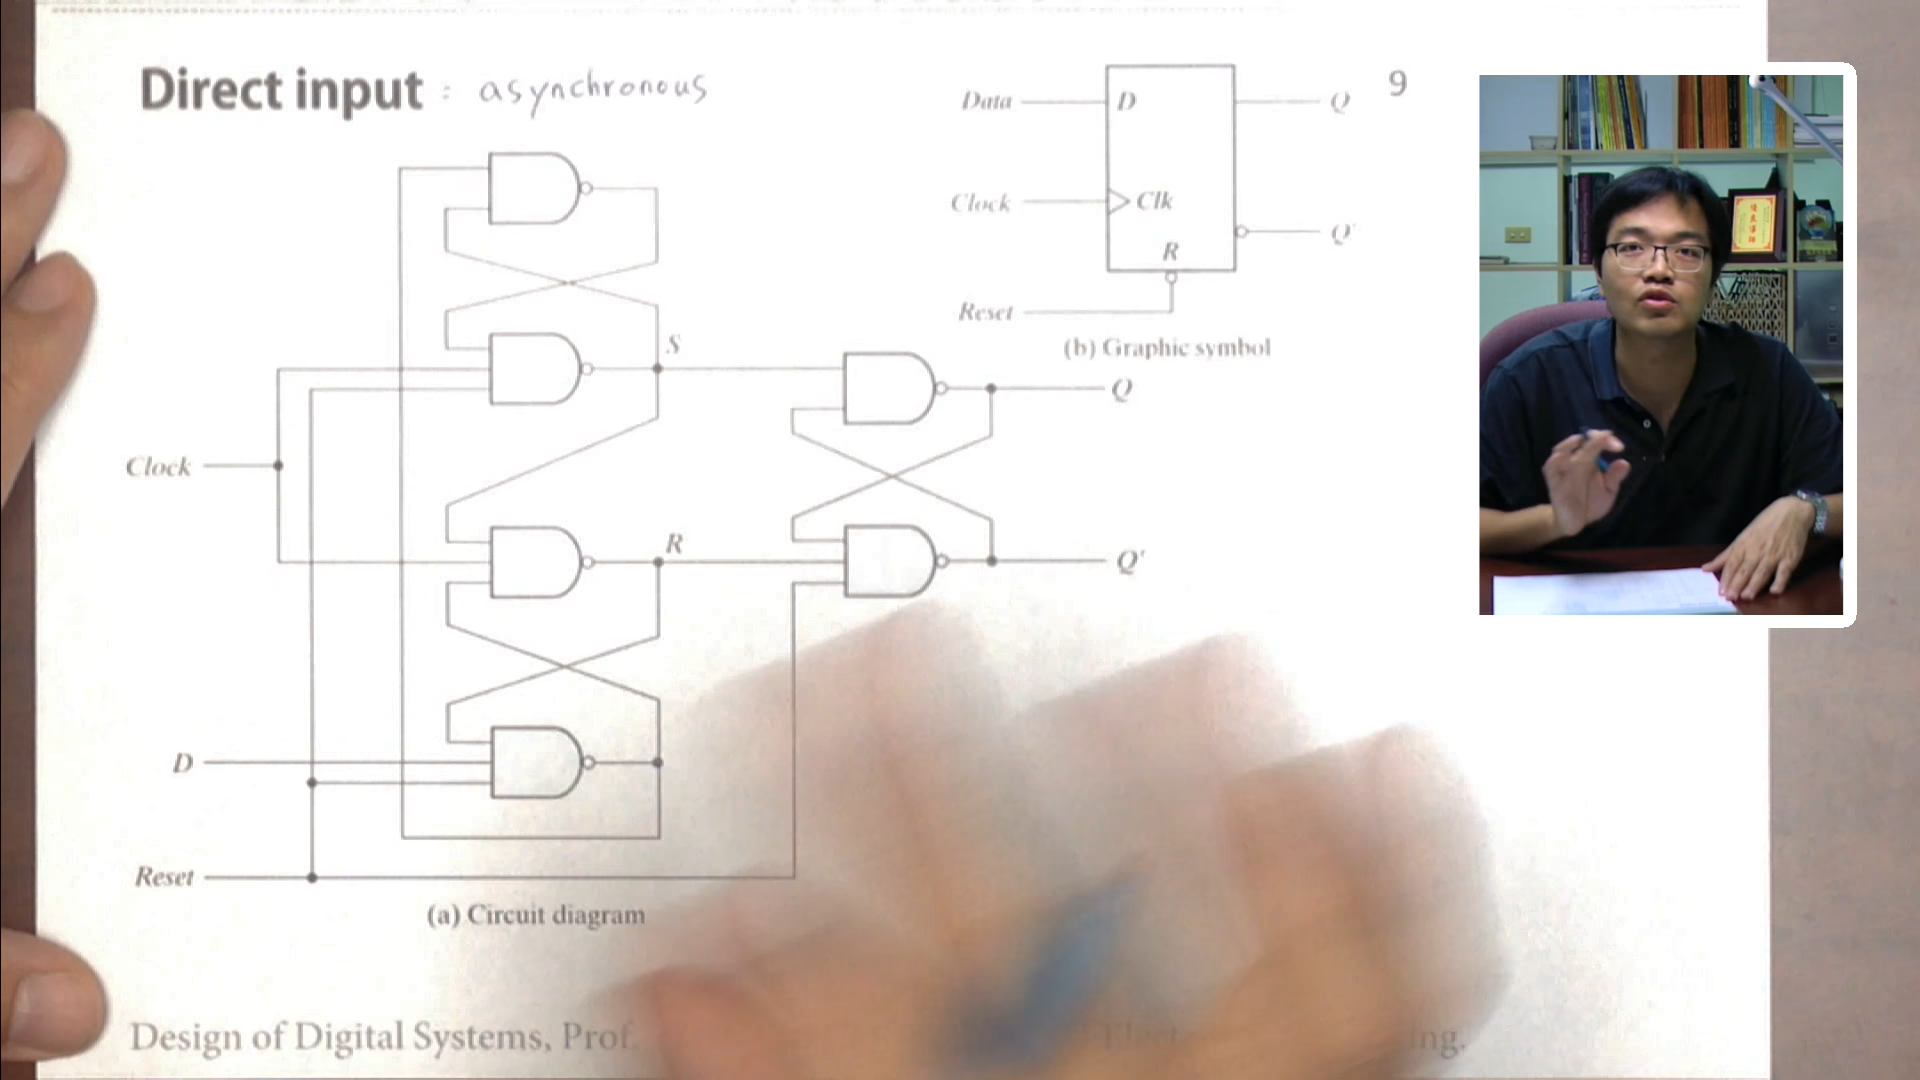 Direct input : asynchronous
9
Data D Q
Clock Clk
Q'
R
Reset
(b) Graphic symbol
S
Q
Clock
R
Q'
D
Reset
(a) Circuit diagram
Design of Digital Systems, Prof.
ng.